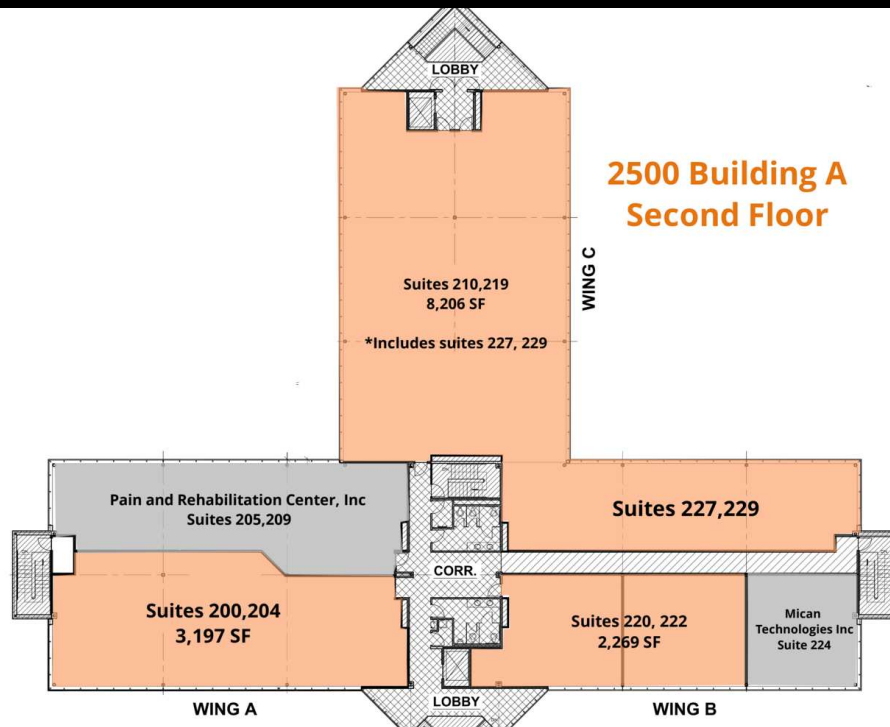 LOBBY
2500 Building A
Second Floor
WING C
Suites 210,219
8,206 SF
*Includes suites 227, 229
Pain and Rehabilitation Center, Inc
Suites 205,209
Suites 227,229
CORR.
Suites 200,204
3,197 SF
Suites 220, 222
2,269 SF
Mican
Technologies Inc
Suite 224
LOBBY
WING A
WING B